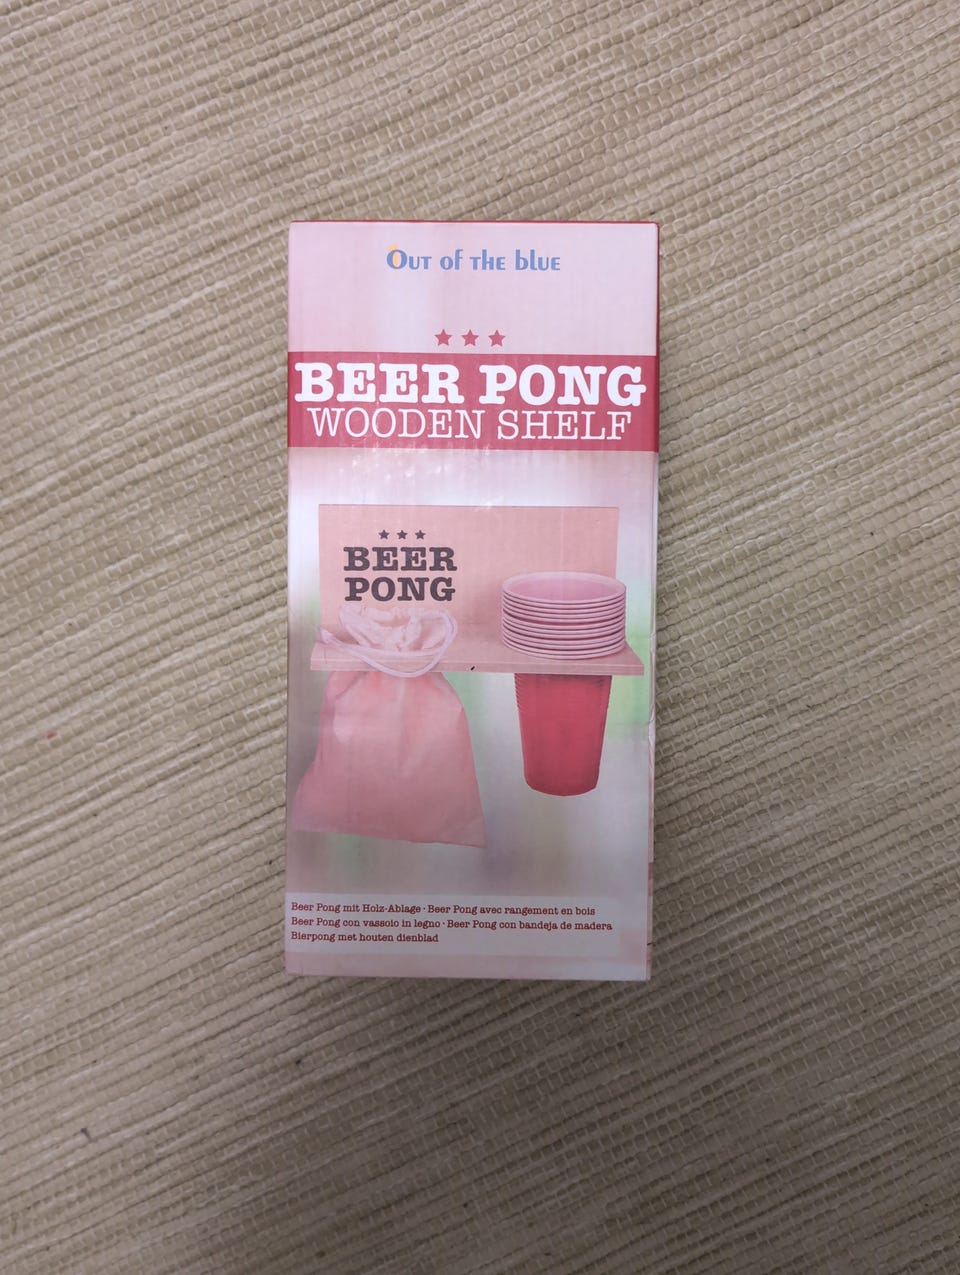 Out of the blue
BEER PONG
WOODEN SHELF
BEER
PONG
Beer Pong mit Holz-Ablage · Beer Pong avec rangement en bois
Beer Pong con vassoio in legno · Beer Pong con bandeja de madera
Bierpong met houten dienblad